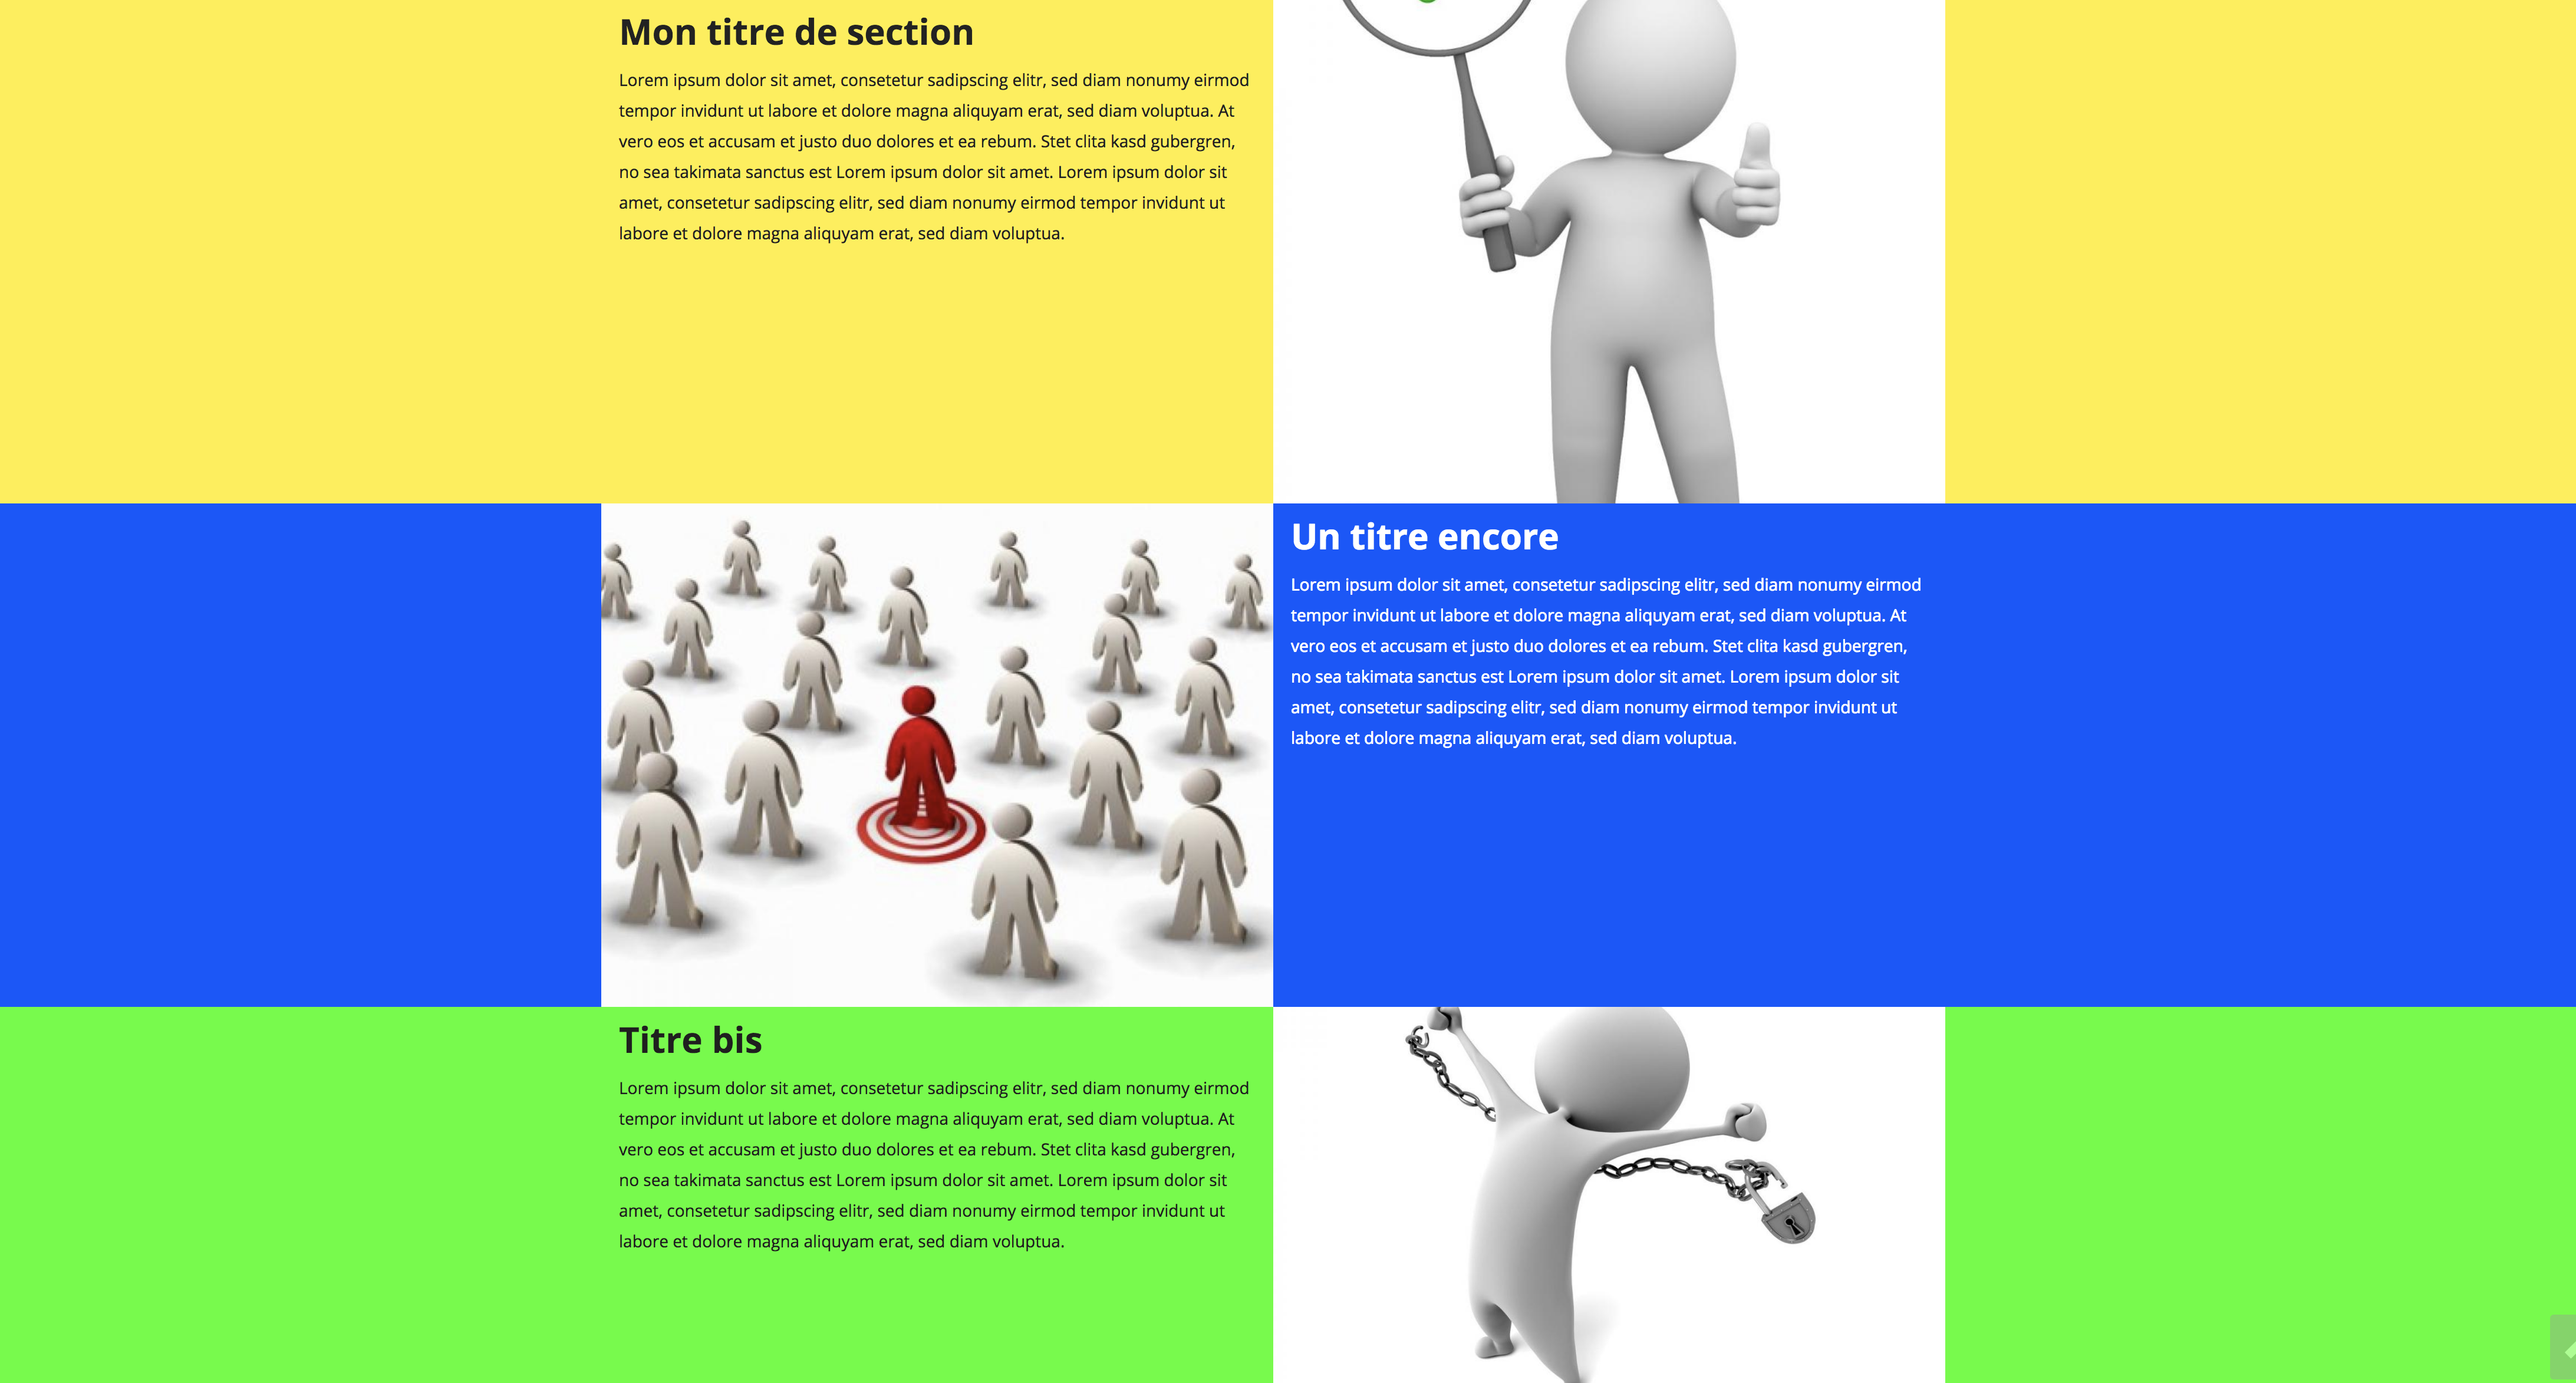 Mon titre de section
Lorem ipsum dolor sit amet, consetetur sadipscing elitr, sed diam nonumy eirmod
tempor invidunt ut labore et dolore magna aliquyam erat, sed diam voluptua. At
vero eos et accusam et justo duo dolores et ea rebum. Stet clita kasd gubergren,
no sea takimata sanctus est Lorem ipsum dolor sit amet. Lorem ipsum dolor sit
amet, consetetur sadipscing elitr, sed diam nonumy eirmod tempor invidunt ut
labore et dolore magna aliquyam erat, sed diam voluptua.
Un titre encore
Lorem ipsum dolor sit amet, consetetur sadipscing elitr, sed diam nonumy eirmod
tempor invidunt ut labore et dolore magna aliquyam erat, sed diam voluptua. At
vero eos et accusam et justo duo dolores et ea rebum. Stet clita kasd gubergren,
no sea takimata sanctus est Lorem ipsum dolor sit amet. Lorem ipsum dolor sit
amet, consetetur sadipscing elitr, sed diam nonumy eirmod tempor invidunt ut
labore et dolore magna aliquyam erat, sed diam voluptua.
Titre bis
Lorem ipsum dolor sit amet, consetetur sadipscing elitr, sed diam nonumy eirmod
tempor invidunt ut labore et dolore magna aliquyam erat, sed diam voluptua. At
vero eos et accusam et justo duo dolores et ea rebum. Stet clita kasd gubergren,
no sea takimata sanctus est Lorem ipsum dolor sit amet. Lorem ipsum dolor sit
amet, consetetur sadipscing elitr, sed diam nonumy eirmod tempor invidunt ut
labore et dolore magna aliquyam erat, sed diam voluptua.